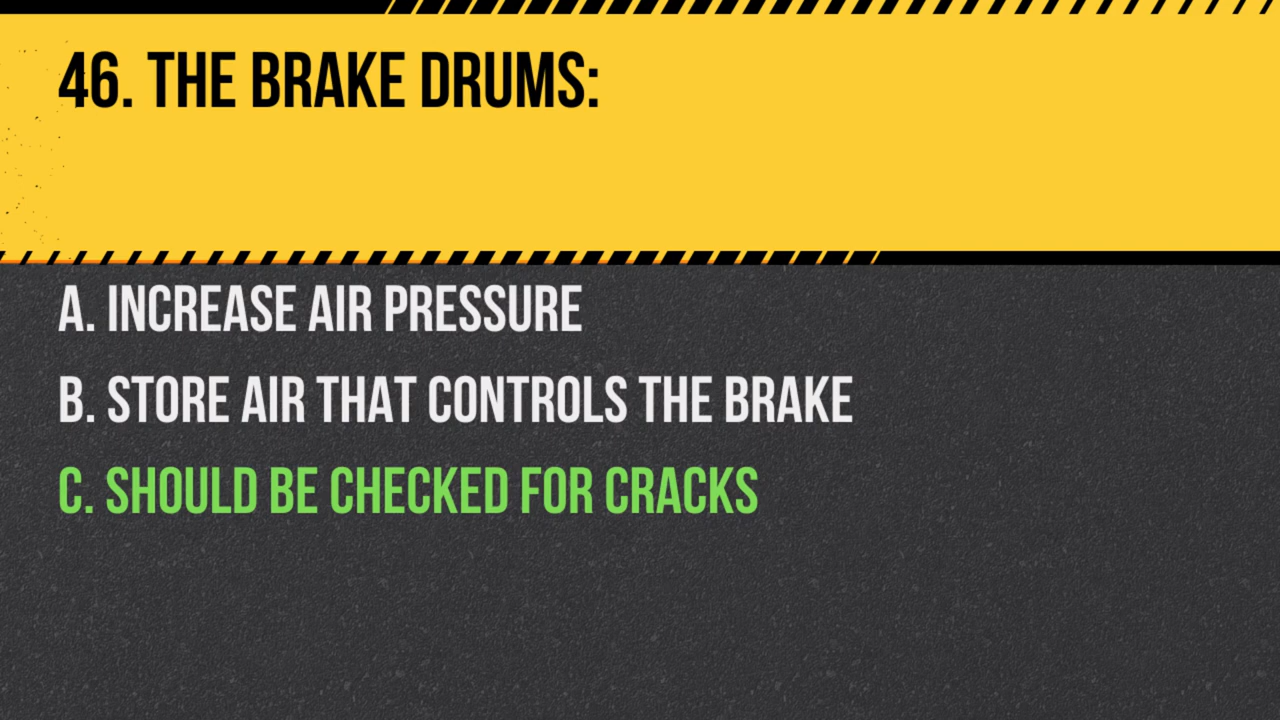 46. THE BRAKE DRUMS:
A. INCREASE AIR PRESSURE
B. STORE AIR THAT CONTROLS THE BRAKE
C. SHOULD BE CHECKED FOR CRACKS